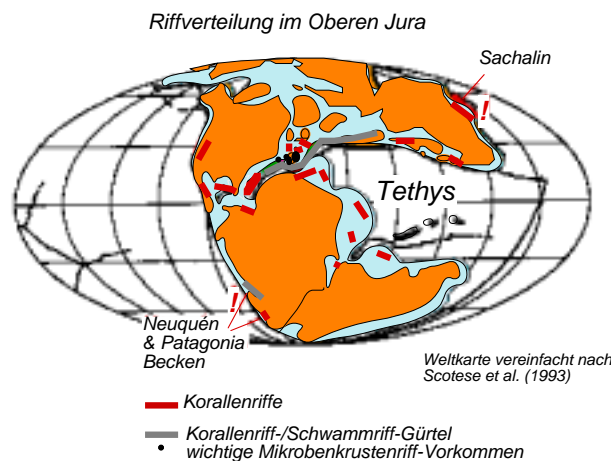 Riffverteilung im Oberen Jura
Sachalin
!
Tethys
!
Neuquén
& Patagonia
Becken
Weltkarte vereinfacht nach
Scotese et al. (1993)
Korallenriffe
Korallenriff-/Schwammriff-Gürtel
wichtige Mikrobenkrustenriff-Vorkommen